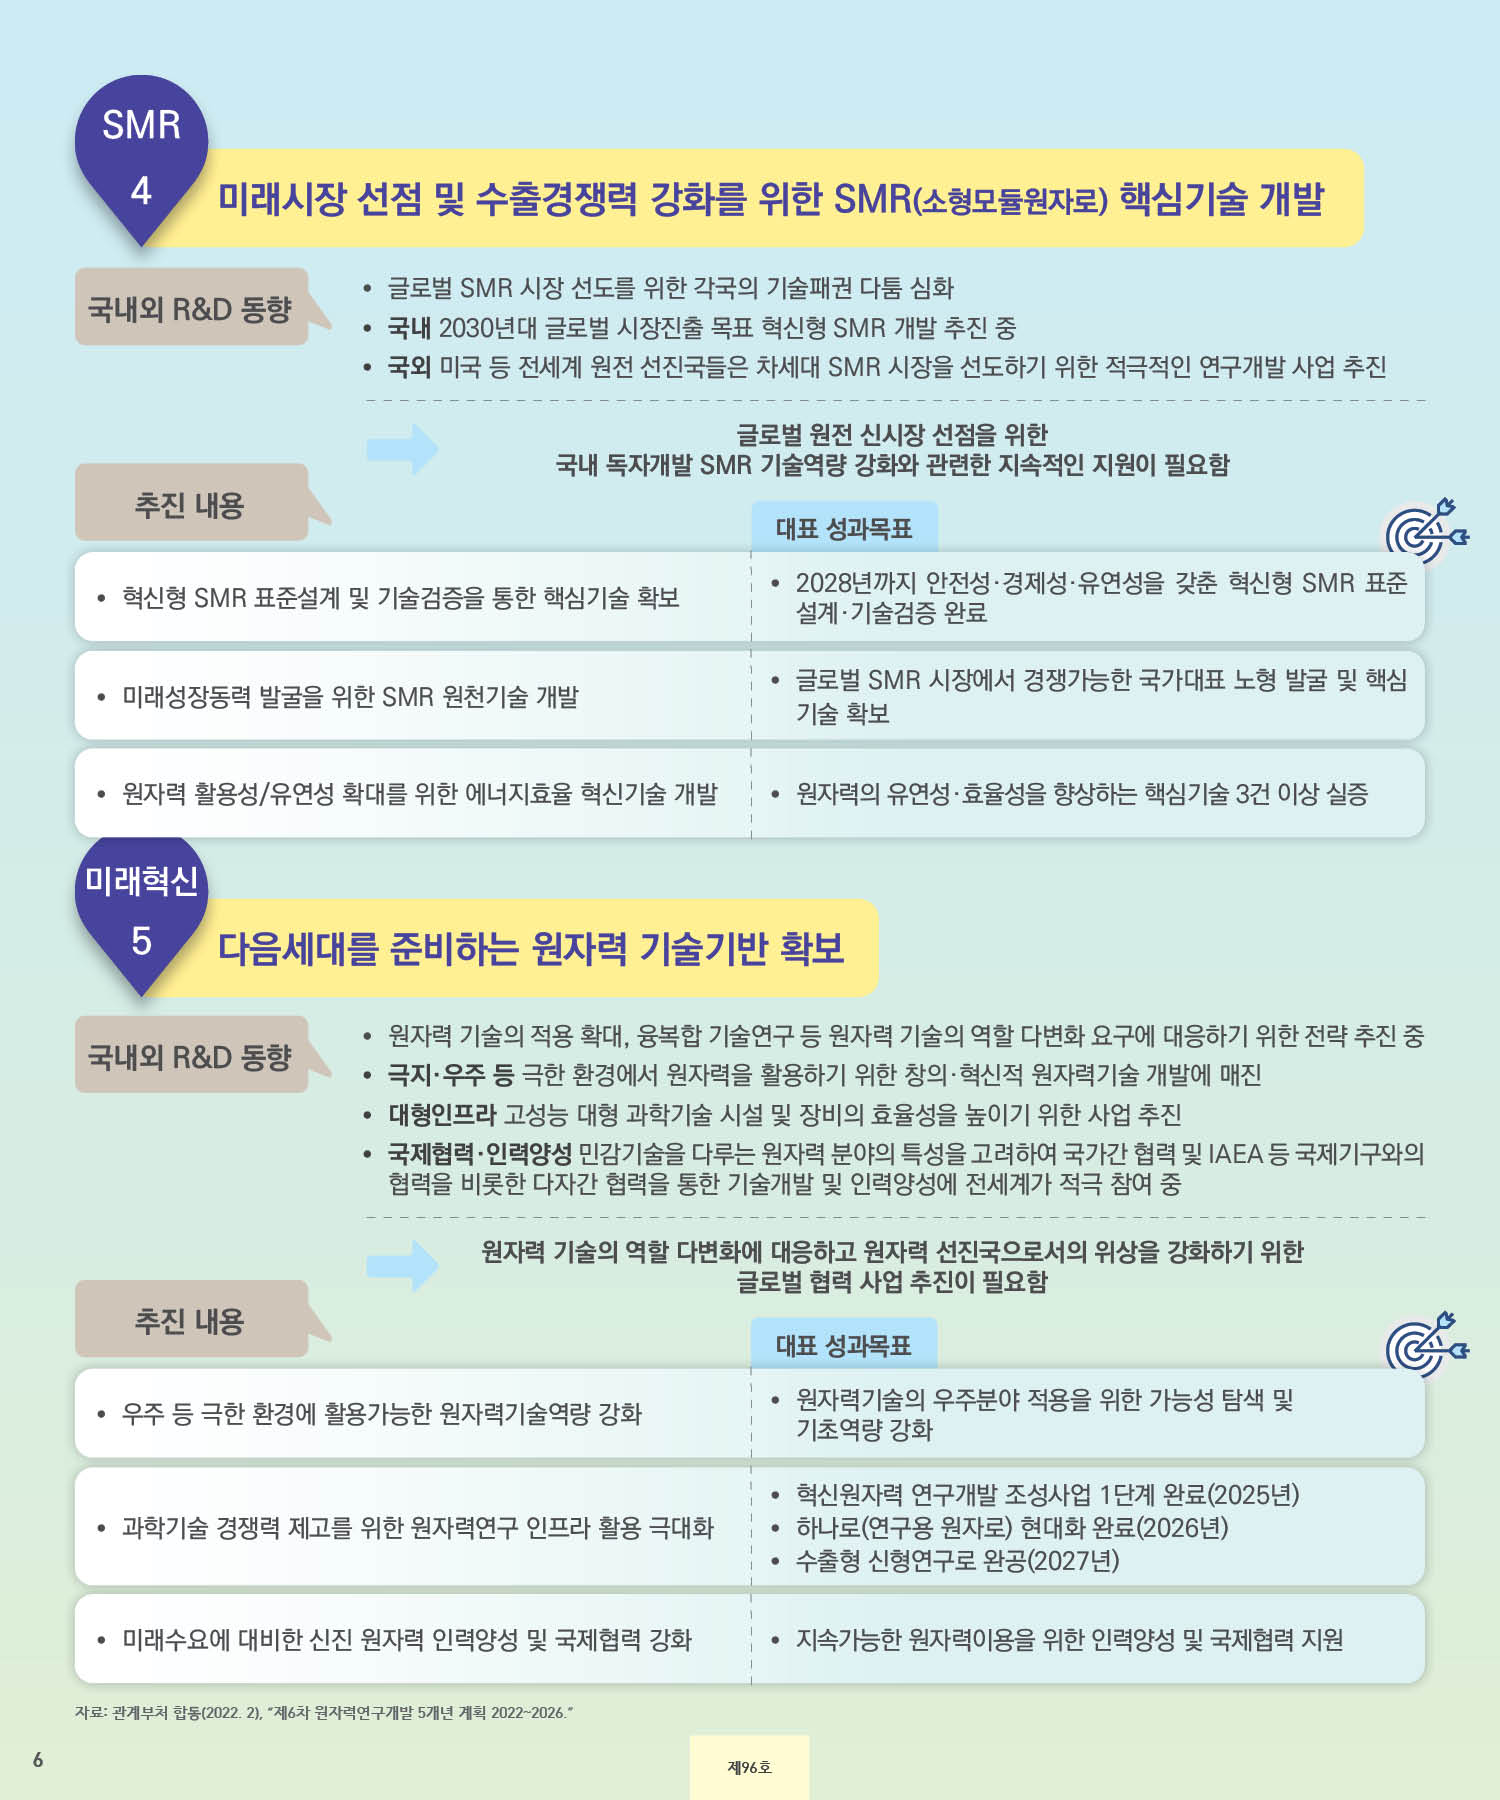 SMR
4
미래시장 선점 및 수출경쟁력 강화를 위한 SMR(소형모듈원자로) 핵심기술 개발
국내외 R&D 동향
• 글로벌 SMR 시장 선도를 위한 각국의 기술패권 다툼 심화
• 국내 2030년대 글로벌 시장진출 목표 혁신형 SMR 개발 추진 중
• 국외 미국 등 전세계 원전 선진국들은 차세대 SMR 시장을 선도하기 위한 적극적인 연구개발 사업 추진
글로벌 원전 신시장 선점을 위한
국내 독자개발 SMR 기술역량 강화와 관련한 지속적인 지원이 필요함
추진 내용
대표 성과목표
• 혁신형 SMR 표준설계 및 기술검증을 통한 핵심기술 확보
• 2028년까지 안전성·경제성·유연성을 갖춘 혁신형 SMR 표준
설계·기술검증 완료
• 미래성장동력 발굴을 위한 SMR 원천기술 개발
• 글로벌 SMR 시장에서 경쟁가능한 국가대표 노형 발굴 및 핵심
기술 확보
• 원자력 활용성/유연성 확대를 위한 에너지효율 혁신기술 개발
• 원자력의 유연성·효율성을 향상하는 핵심기술 3건 이상 실증
미래혁신
5
다음세대를 준비하는 원자력 기술기반 확보
국내외 R&D 동향
• 원자력 기술의 적용 확대, 융복합 기술연구 등 원자력 기술의 역할 다변화 요구에 대응하기 위한 전략 추진 중
• 극지·우주 등 극한 환경에서 원자력을 활용하기 위한 창의·혁신적 원자력기술 개발에 매진
• 대형인프라 고성능 대형 과학기술 시설 및 장비의 효율성을 높이기 위한 사업 추진
• 국제협력·인력양성 민감기술을 다루는 원자력 분야의 특성을 고려하여 국가간 협력 및 IAEA 등 국제기구와의
협력을 비롯한 다자간 협력을 통한 기술개발 및 인력양성에 전세계가 적극 참여 중
원자력 기술의 역할 다변화에 대응하고 원자력 선진국으로서의 위상을 강화하기 위한
글로벌 협력 사업 추진이 필요함
추진 내용
대표 성과목표
• 우주 등 극한 환경에 활용가능한 원자력기술역량 강화
• 원자력기술의 우주분야 적용을 위한 가능성 탐색 및
기초역량 강화
• 과학기술 경쟁력 제고를 위한 원자력연구 인프라 활용 극대화
• 혁신원자력 연구개발 조성사업 1단계 완료(2025년)
• 하나로(연구용 원자로) 현대화 완료(2026년)
• 수출형 신형연구로 완공(2027년)
• 미래수요에 대비한 신진 원자력 인력양성 및 국제협력 강화
• 지속가능한 원자력이용을 위한 인력양성 및 국제협력 지원
자료: 관계부처 합동(2022. 2), “제6차 원자력연구개발 5개년 계획 2022~2026.”
6
제96호